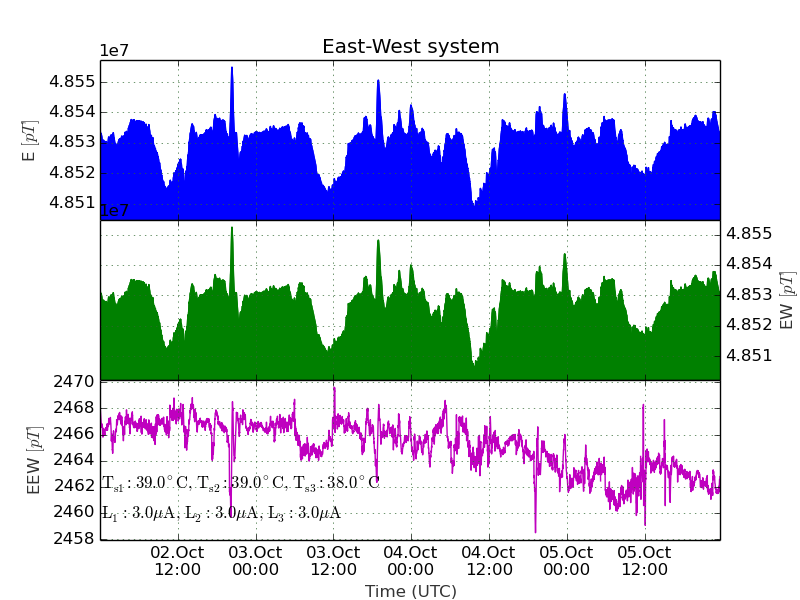 East-West system
1e7
4.855
4.854
4.853
4.852
4.851
E [pT]
1e7
4.855
4.854
4.853
4.852
4.851
EW [pT]
2470
2468
2466
2464
2462
2460
2458
EEW [pT]
T_s1 : 39.0°C, T_s2 : 39.0°C, T_s3 : 38.0°C
L_1 : 3.0μA, L_2 : 3.0μA, L_3 : 3.0μA
02.Oct 03.Oct 03.Oct 04.Oct 04.Oct 05.Oct 05.Oct
12:00 00:00 12:00 00:00 12:00 00:00 12:00
Time (UTC)